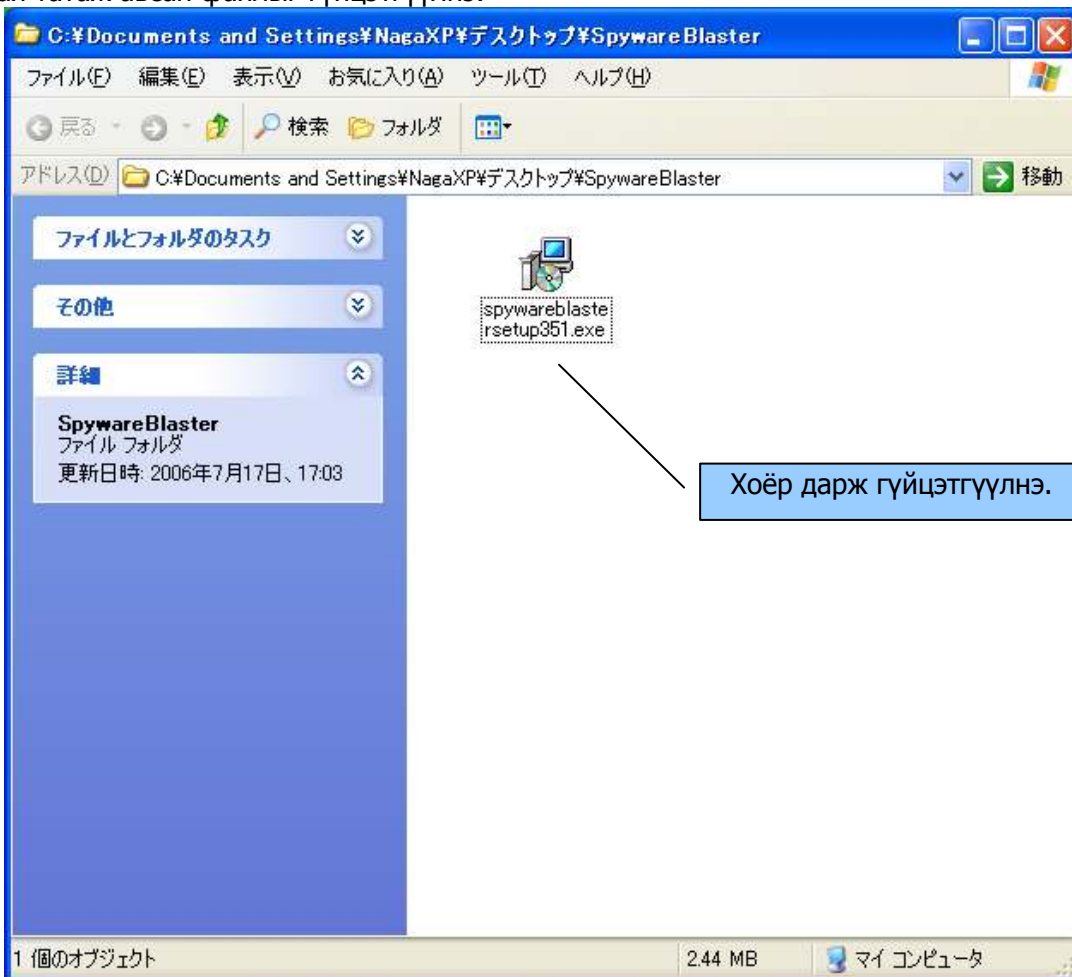 C:¥Documents and Settings¥NagaXP¥デスクトップ¥SpywareBlaster
ファイル(F) 編集(E) 表示(V) お気に入り(A) ツール(T) ヘルプ(H)
戻る 検索 フォルダ
アドレス(D) C:¥Documents and Settings¥NagaXP¥デスクトップ¥SpywareBlaster 移動
ファイルとフォルダのタスク
その他
詳細
SpywareBlaster
ファイル フォルダ
更新日時: 2006年7月17日、17:03
spywareblaste
rsetup351.exe
Хоёр дарж гүйцэтгүүлнэ.
1 個のオブジェクト 2.44 MB マイ コンピュータ